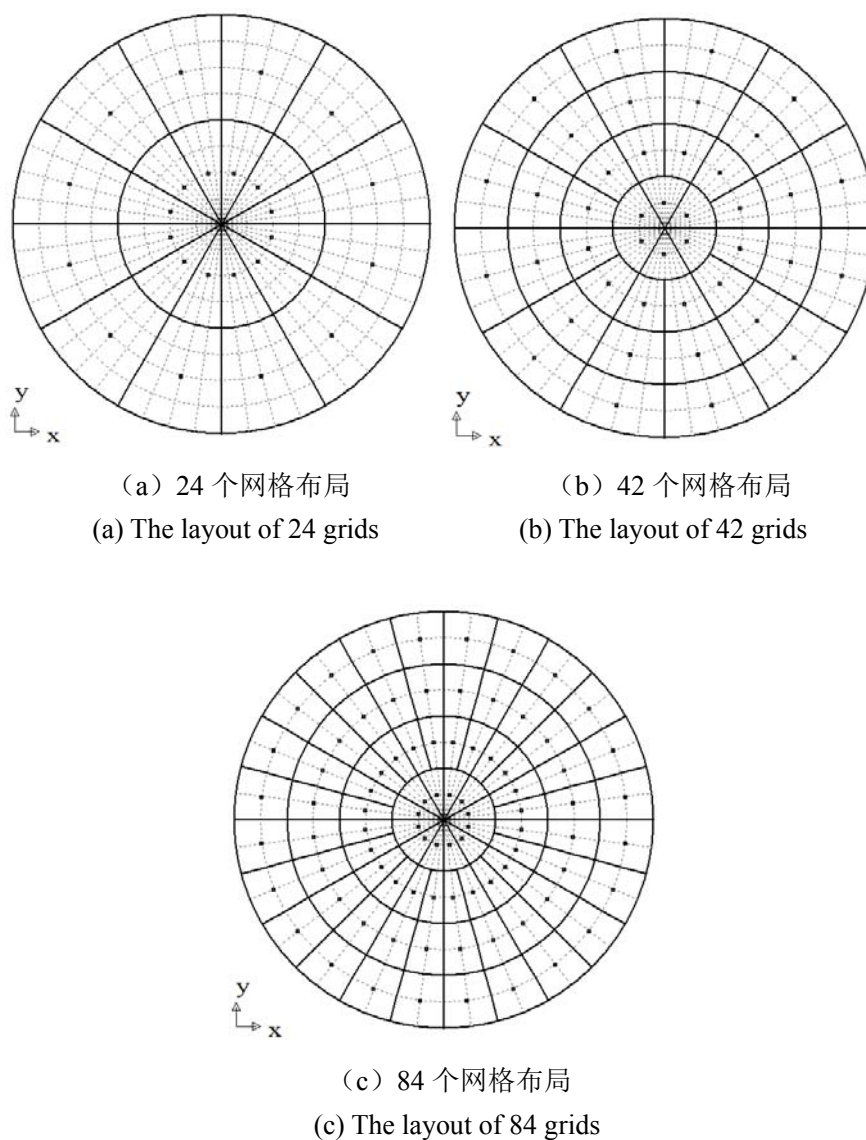 y
x
y
x
（a）24 个网格布局
(a) The layout of 24 grids
（b）42 个网格布局
(b) The layout of 42 grids
y
x
（c）84 个网格布局
(c) The layout of 84 grids